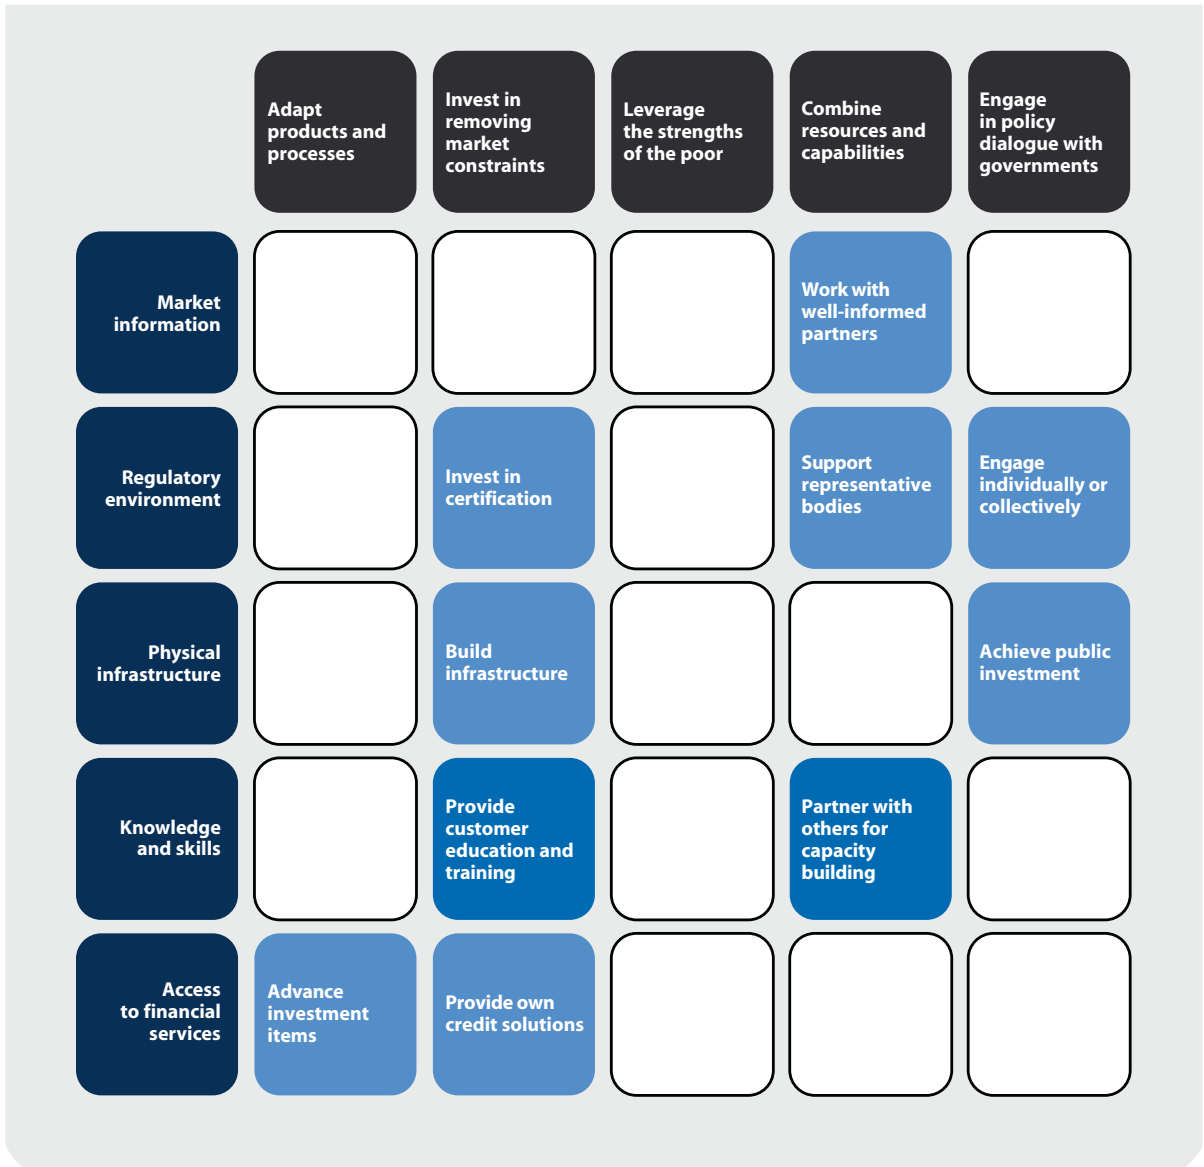 Adapt
products and
processes
Invest in
removing
market
constraints
Leverage
the strengths
of the poor
Combine
resources and
capabilities
Engage
in policy
dialogue with
governments
Market
information
Work with
well-informed
partners
Regulatory
environment
Invest in
certification
Support
representative
bodies
Engage
individually or
collectively
Physical
infrastructure
Build
infrastructure
Achieve public
investment
Knowledge
and skills
Provide
customer
education and
training
Partner with
others for
capacity
building
Access
to financial
services
Advance
investment
items
Provide own
credit solutions